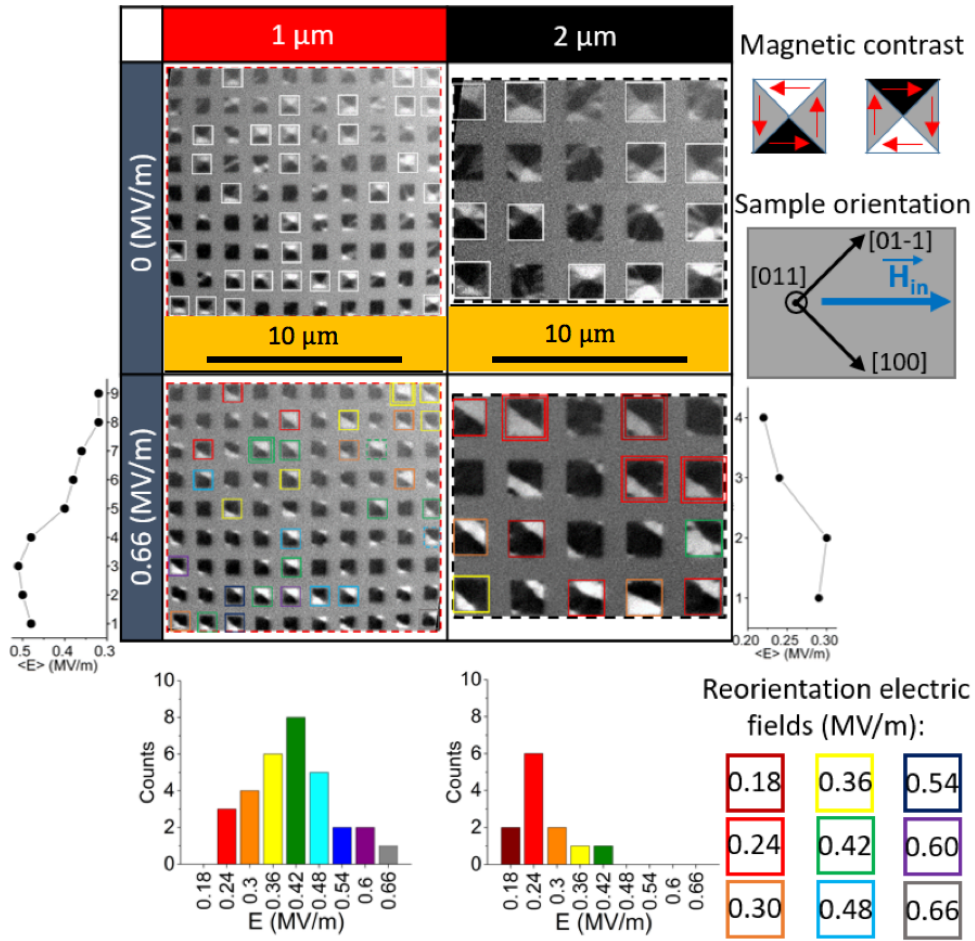 1 μm
2 μm
Magnetic contrast
0 (MV/m)
Sample orientation
[01-1]
[011]
H
in
[100]
10 μm
10 μm
0.66 (MV/m)
9
8
7
6
5
4
3
2
1
0.5 0.4 0.3
<E> (MV/m)
4
3
2
1
0.20 0.25 0.30
<E> (MV/m)
10
8
6
4
2
0
Counts
0.18 0.24 0.3 0.36 0.42 0.48 0.54 0.6 0.66
E (MV/m)
10
8
6
4
2
0
Counts
0.18 0.24 0.3 0.36 0.42 0.48 0.54 0.6 0.66
E (MV/m)
Reorientation electric
fields (MV/m):
0.18 0.36 0.54
0.24 0.42 0.60
0.30 0.48 0.66